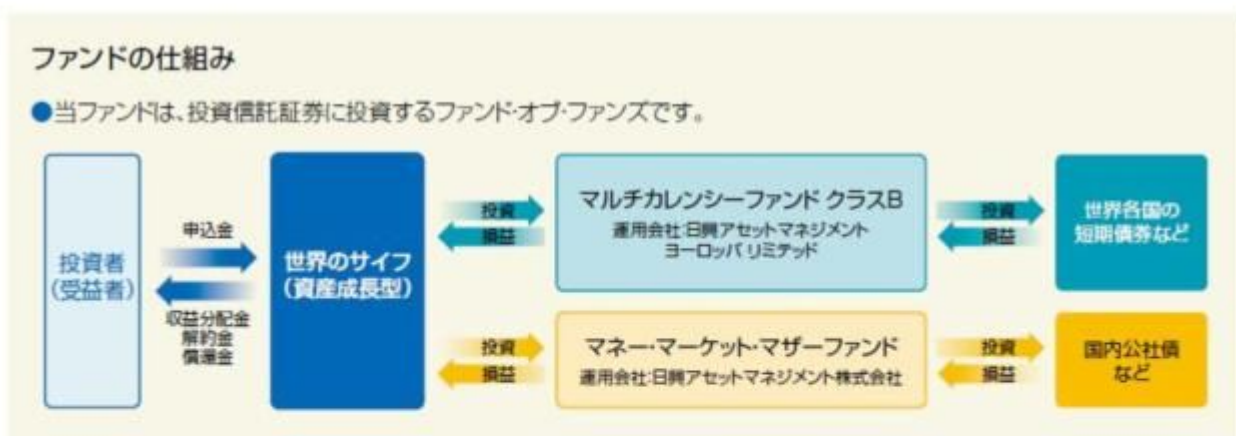 ファンドの仕組み
●当ファンドは、投資信託証券に投資するファンド・オブ・ファンズです。
投資者
(受益者)
申込金
収益分配金
解約金
償還金
世界のサイフ
(資産成長型)
投資
損益
マルチカレンシーファンド クラスB
運用会社:日興アセットマネジメント
ヨーロッパ リミテッド
投資
損益
世界各国の
短期債券など
投資
損益
マネー・マーケット・マザーファンド
運用会社:日興アセットマネジメント株式会社
投資
損益
国内公社債
など